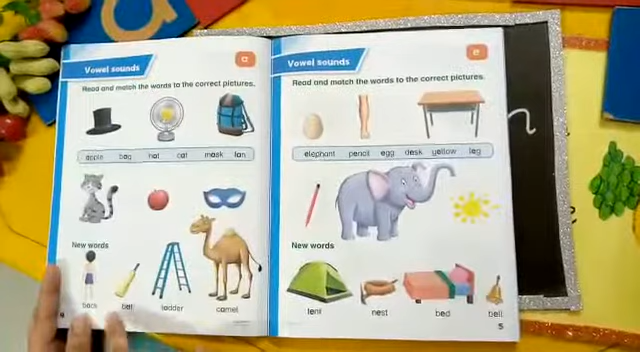 Vowel sounds
a
Read and match the words to the correct pictures.
apple bag hat cat mask fan
New words
back bat ladder camel
Vowel sounds
e
Read and match the words to the correct pictures.
elephant pencil egg desk yellow leg
New words
tent nest bed bell
5